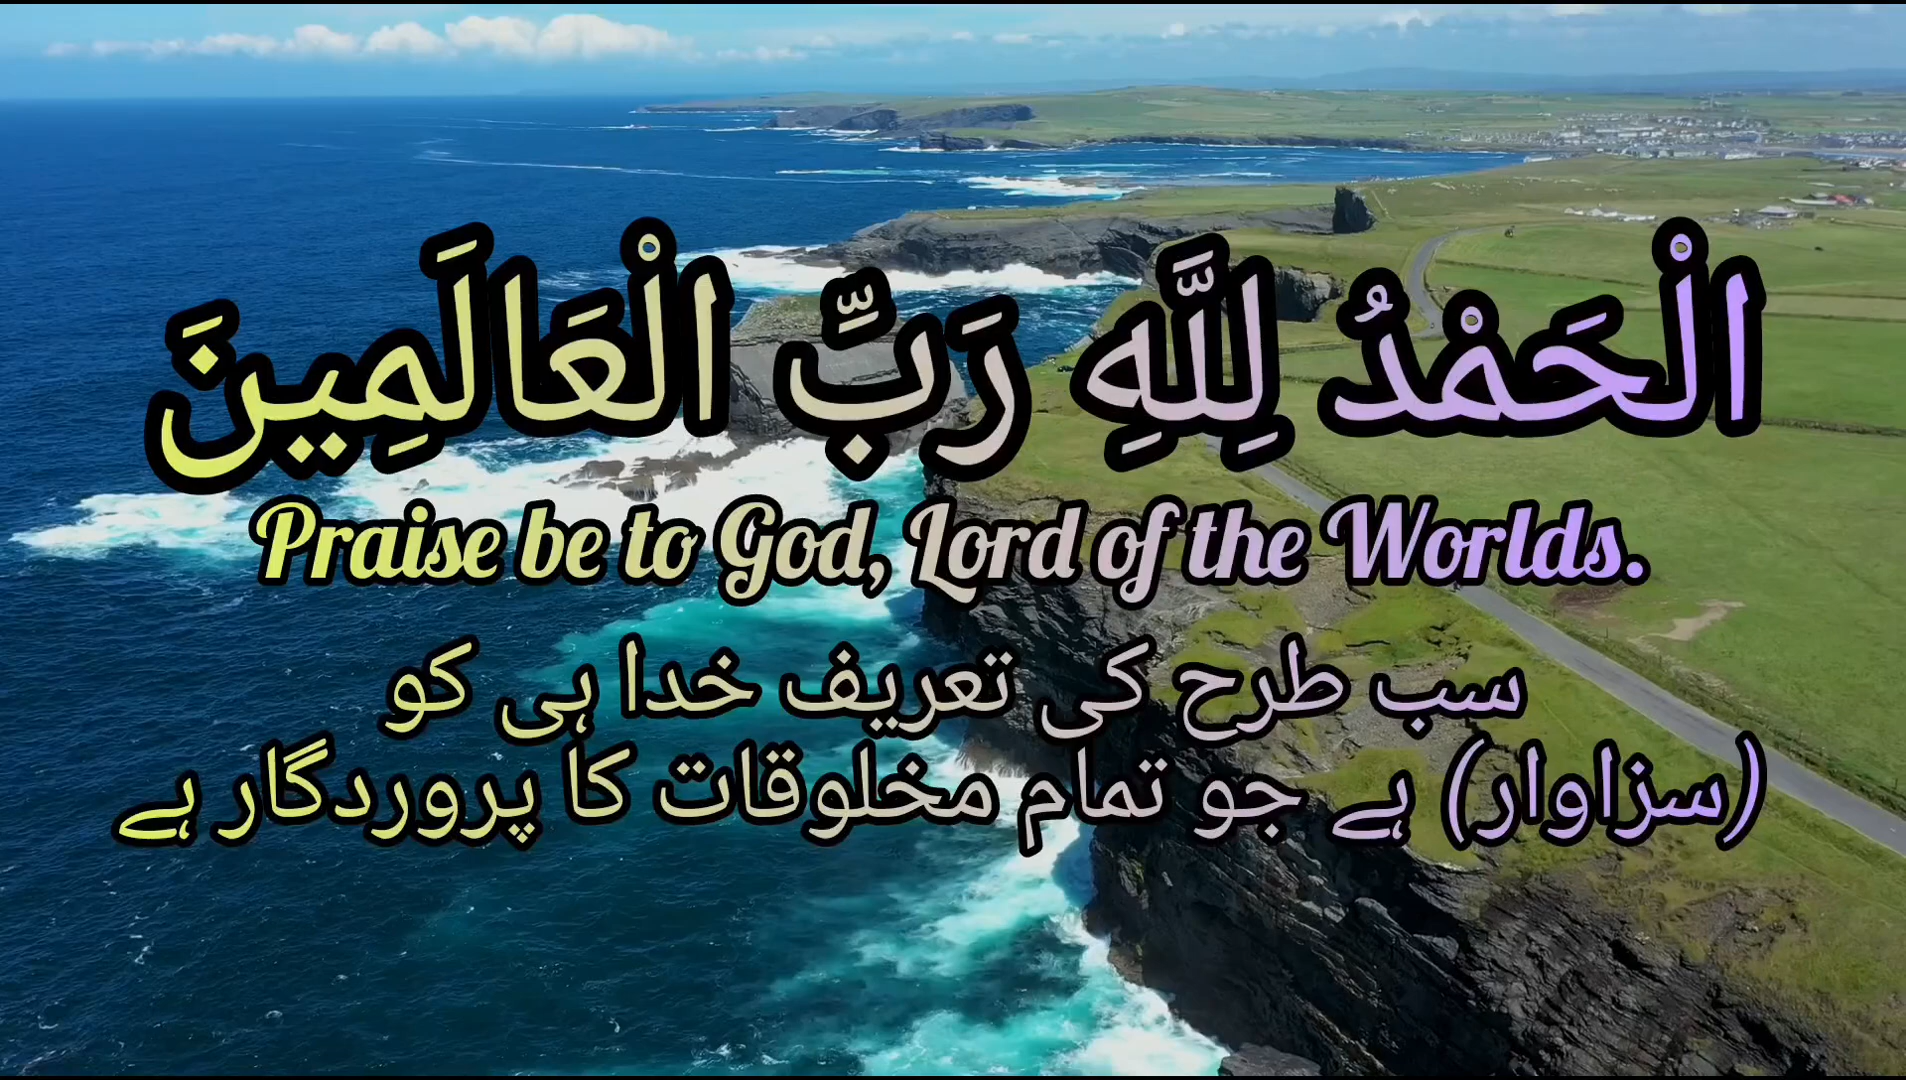 الْحَمْدُ لِلَّهِ رَبِّ الْعَالَمِينَ
Praise be to God, Lord of the Worlds.
سب طرح کی تعریف خدا ہی کو
(سزاوار) ہے جو تمام مخلوقات کا پروردگار ہے